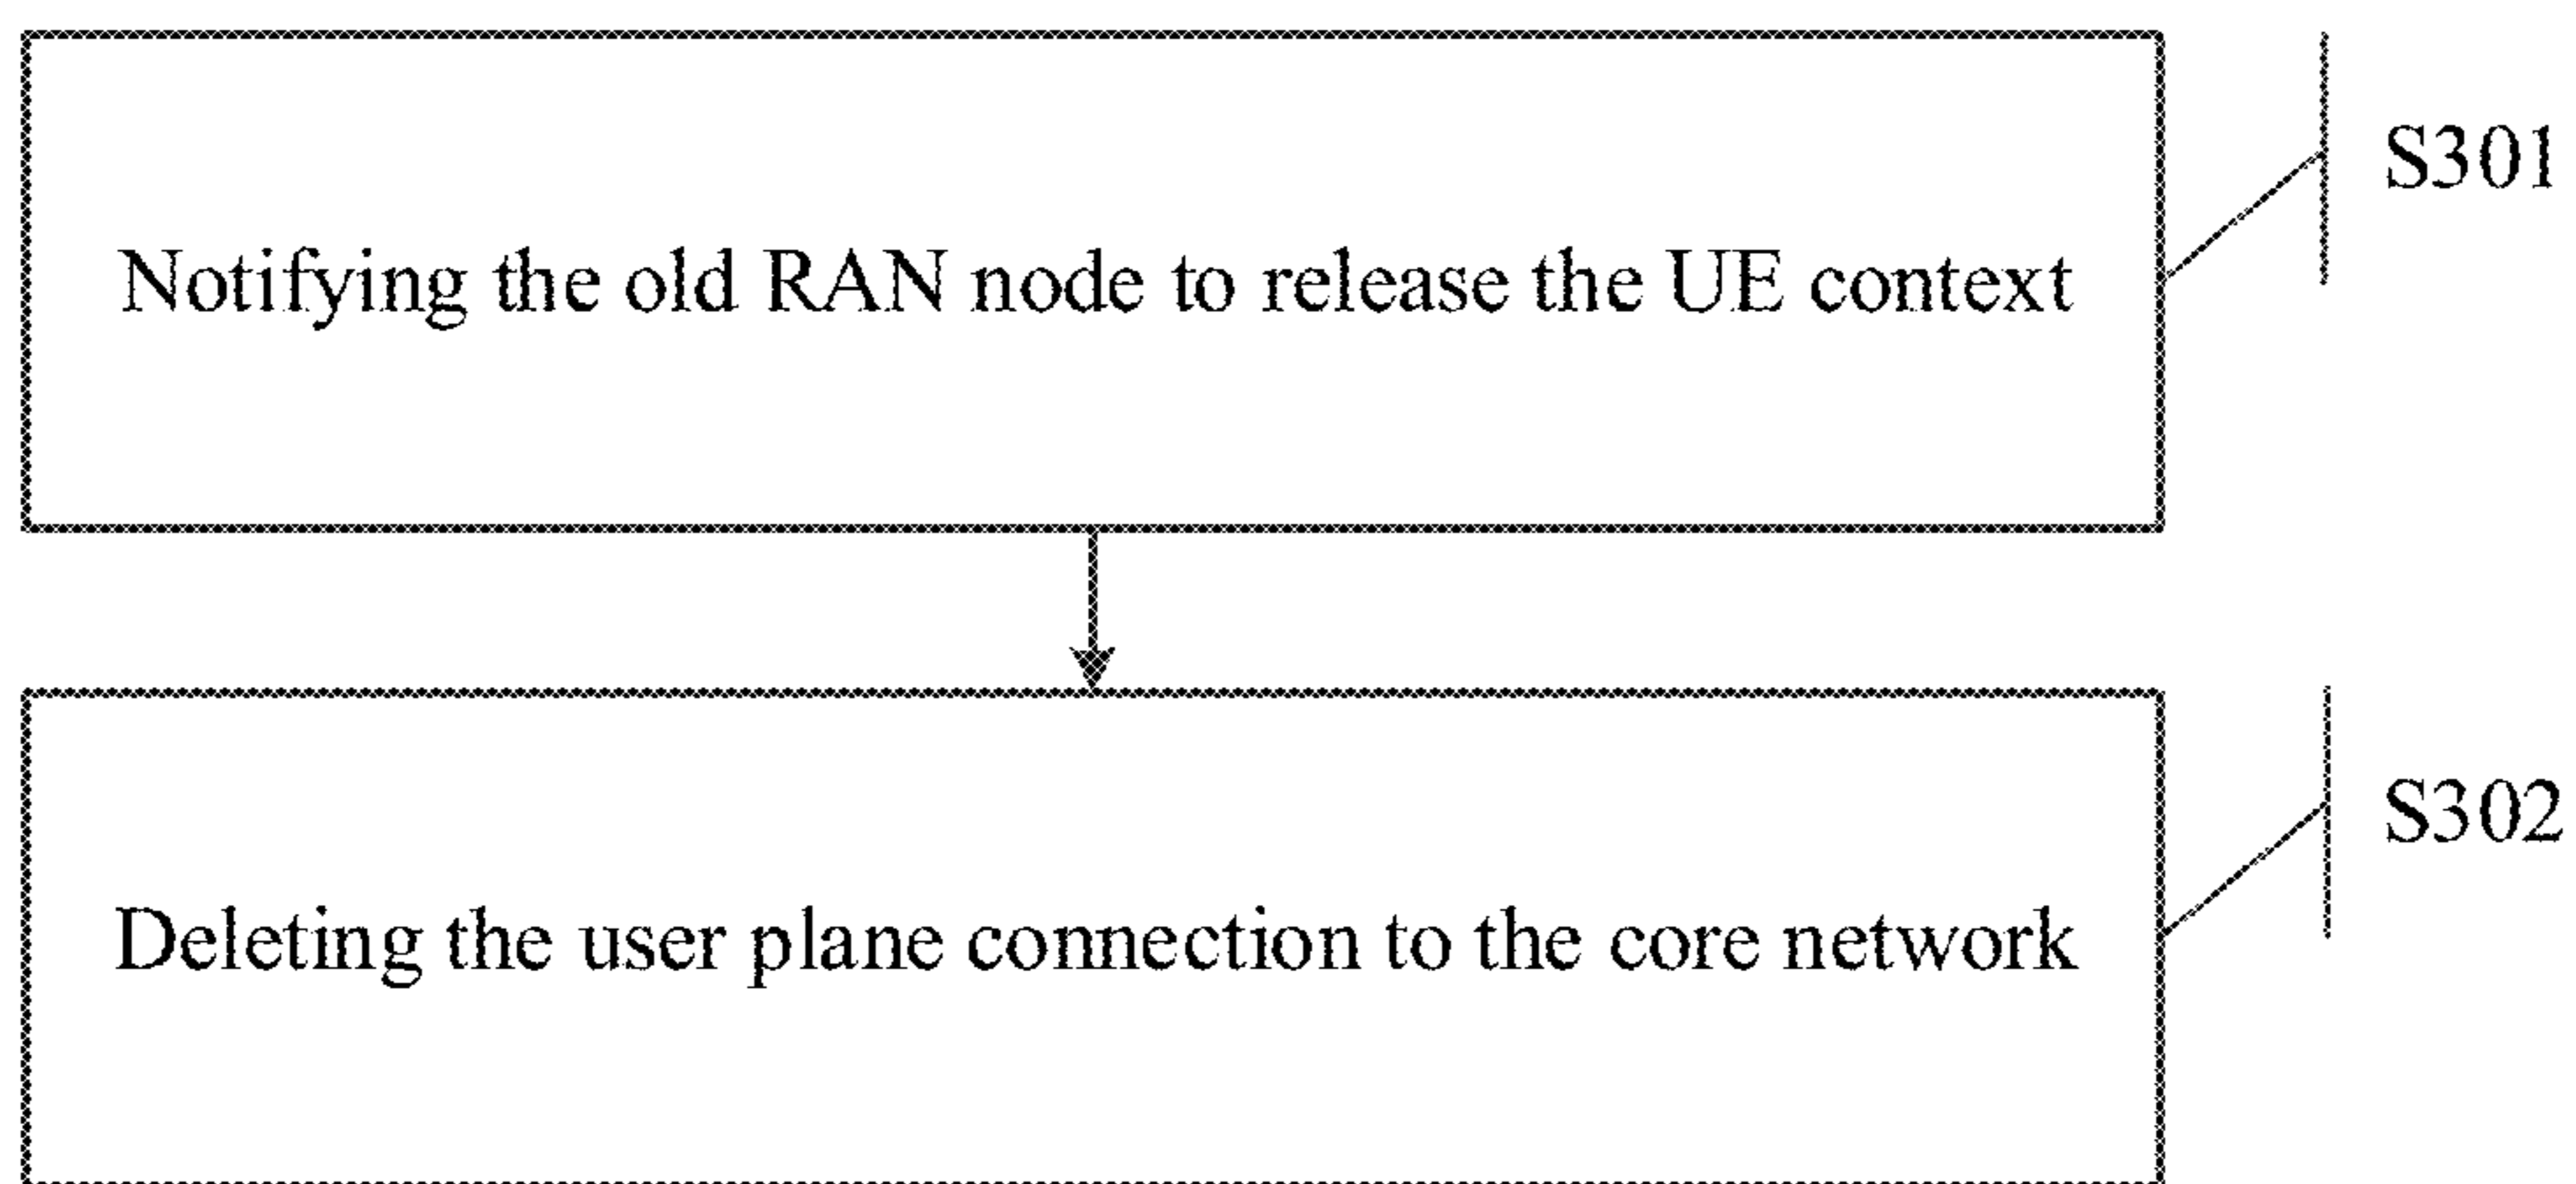 Notifying the old RAN node to release the UE context
S301
Deleting the user plane connection to the core network
S302